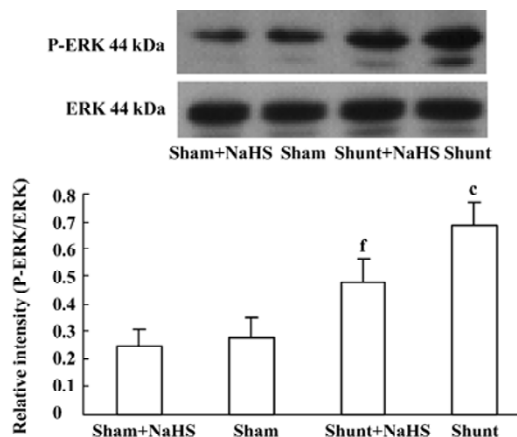 P-ERK 44 kDa
ERK 44 kDa
Sham+NaHS Sham Shunt+NaHS Shunt
Relative intensity (P-ERK/ERK)
0.8
0.7
0.6
0.5
0.4
0.3
0.2
0.1
0
f
c
Sham+NaHS Sham Shunt+NaHS Shunt